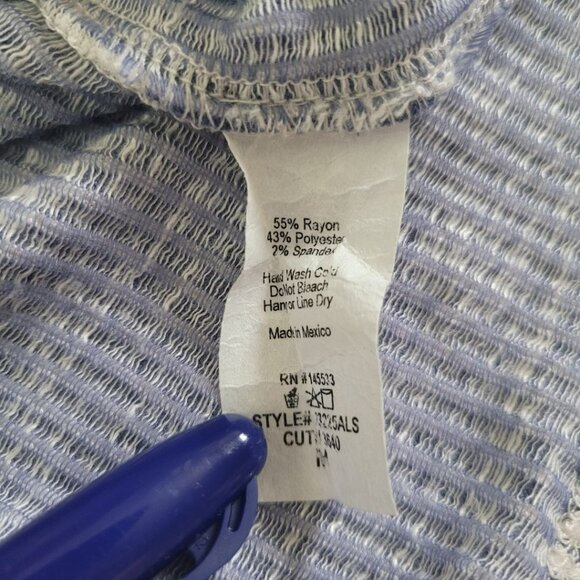 55% Rayon
43% Polyester
2% Spandex
Hand Wash Cold
Do Not Bleach
Hang or Line Dry
Made in Mexico
RN # 145533
STYLE#
CUT#
M